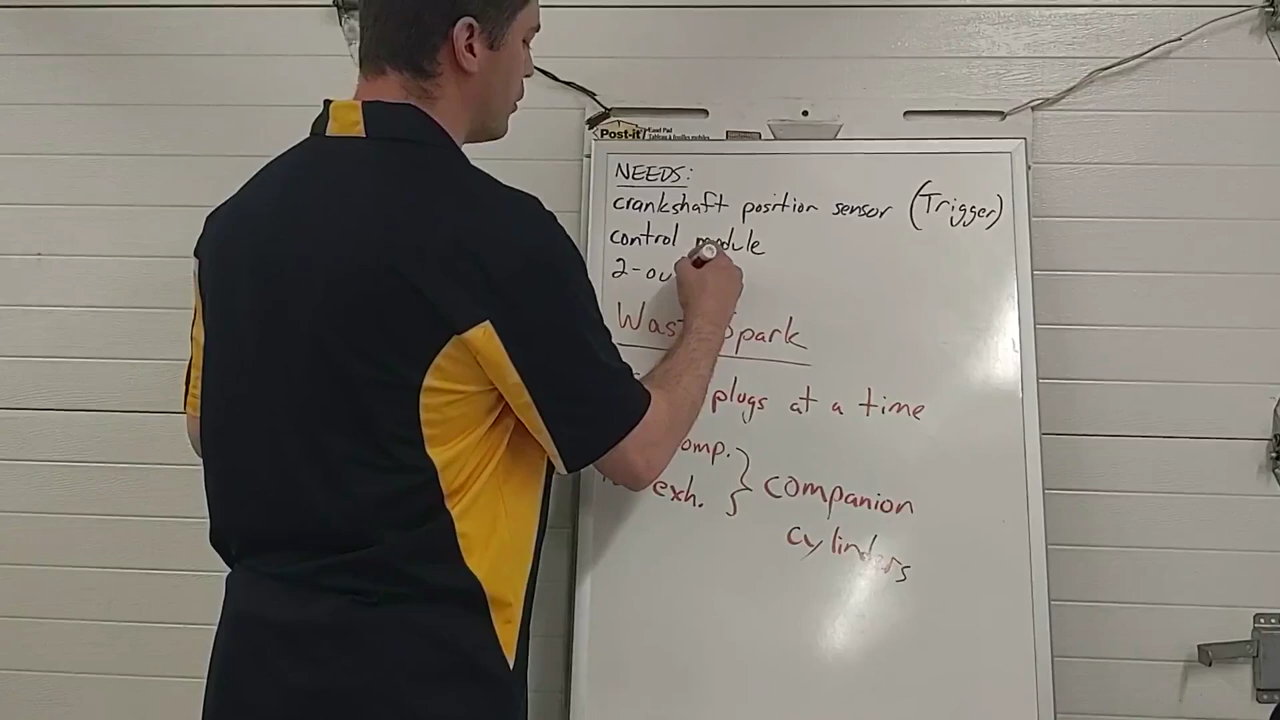 Post-it
NEEDS:
crankshaft position sensor (Trigger)
control module
2-ou
Spark
plugs at a time
omp.
exh. } companion
cylinders